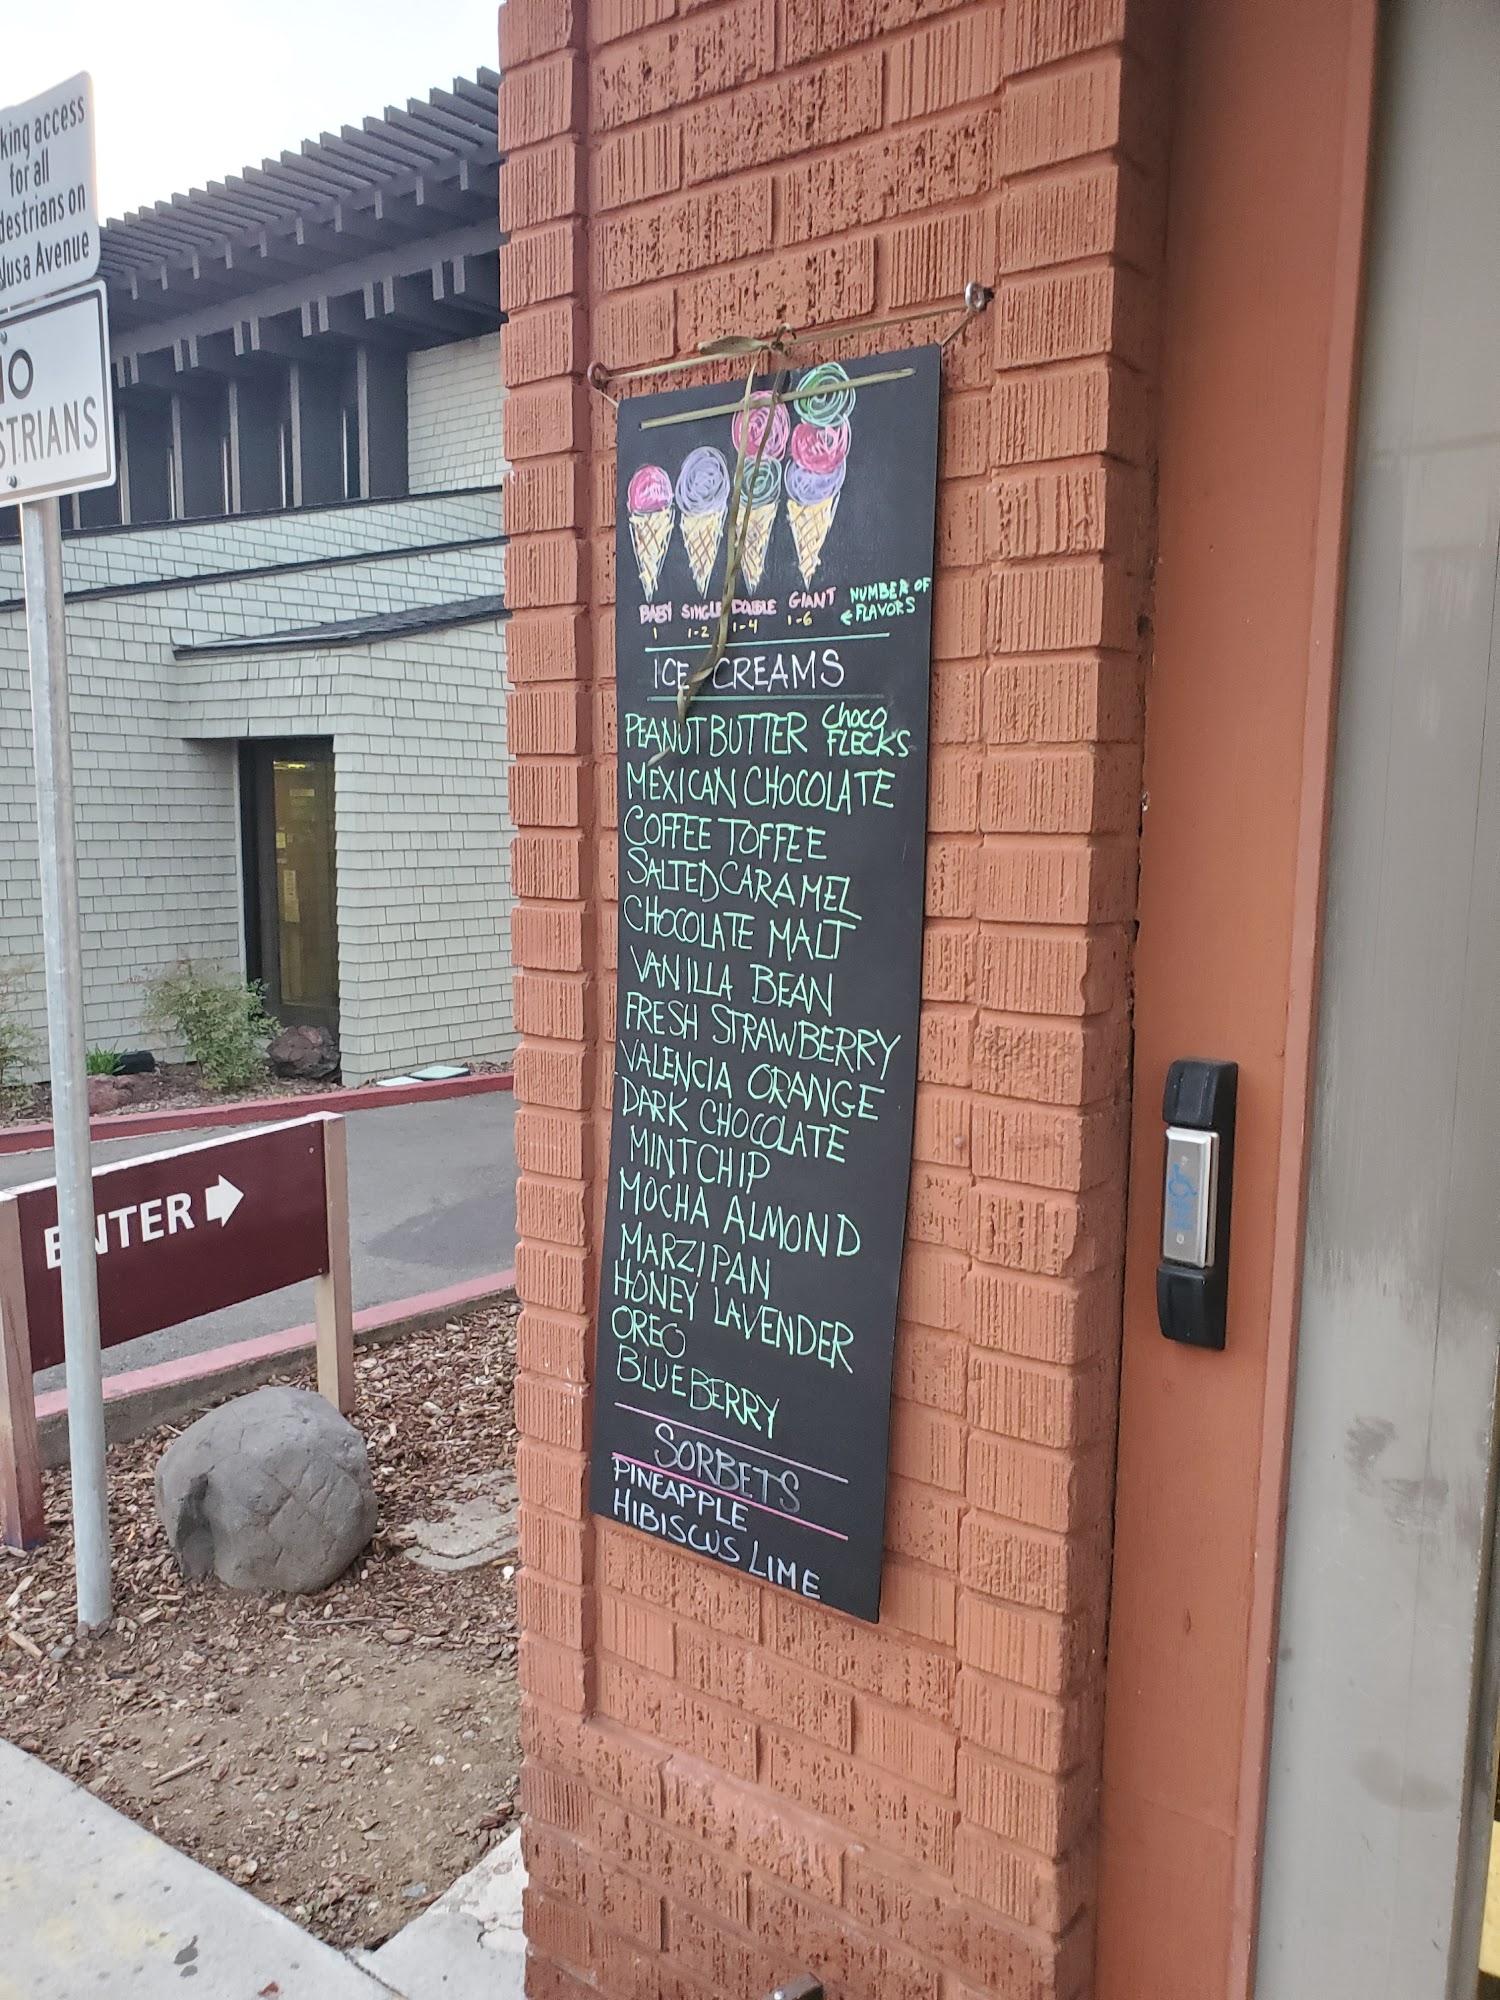 king access
for all
destrians on
usa Avenue
STRIANS
ENTER
BABY SINGLE DOUBLE GIANT NUMBER OF FLAVORS
1 1-2 1-4 1-6
ICE CREAMS
PEANUT BUTTER CHOCO FLECKS
MEXICAN CHOCOLATE
COFFEE TOFFEE
SALTED CARAMEL
CHOCOLATE MALT
VANILLA BEAN
FRESH STRAWBERRY
VALENCIA ORANGE
DARK CHOCOLATE
MINT CHIP
MOCHA ALMOND
MARZIPAN
HONEY LAVENDER
OREO
BLUEBERRY
SORBETS
PINEAPPLE
HIBISCUS LIME